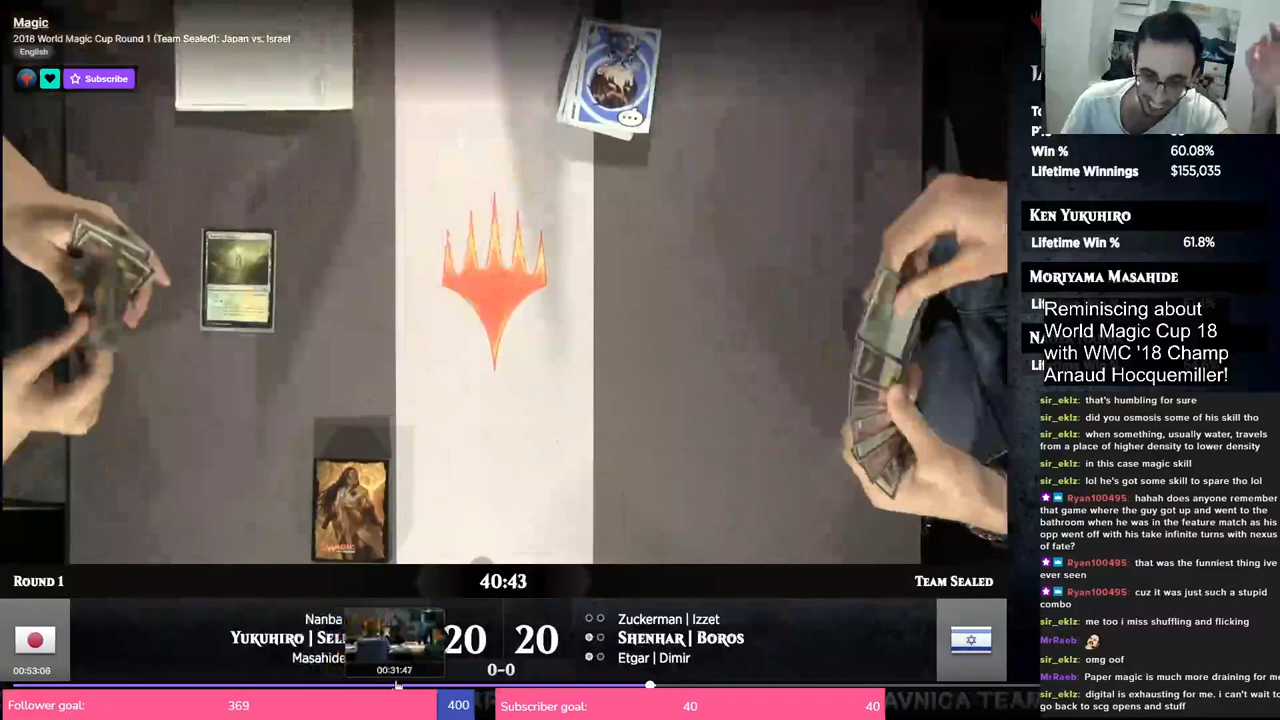 Magic
2018 World Magic Cup Round 1 (Team Sealed): Japan vs. Israel
English
Subscribe
Win %
60.08%
Lifetime Winnings
$155,035
Ken Yukuhiro
Lifetime Win %
61.8%
Moriyama Masahide
Reminiscing about
World Magic Cup 18
with WMC '18 Champ
Arnaud Hocquemiller!
sir_eklz: that's humbling for sure
sir_eklz: did you osmosis some of his skill tho
sir_eklz: when something, usually water, travels
from a place of higher density to lower density
sir_eklz: in this case magic skill
sir_eklz: lol he's got some skill to spare tho lol
Ryan100495: hahah does anyone remember
that game where the guy got up and went to the
bathroom when he was in the feature match as his
opp went off with his take infinite turns with nexus
of fate?
Ryan100495: that was the funniest thing ive
ever seen
Ryan100495: cuz it was just such a stupid
combo
sir_eklz: me too i miss shuffling and flicking
MrRaeb:
sir_eklz: omg oof
MrRaeb: Paper magic is much more draining for me
sir_eklz: digital is exhausting for me. i can't wait to
go back to scg opens and stuff
Round 1
40:43
Team Sealed
Nanba
Yukuhiro |
Masahide
20
20
0-0
Zuckerman | Izzet
Shenhar | Boros
Etgar | Dimir
00:53:06
00:31:47
Follower goal:
369
400
Subscriber goal:
40
40